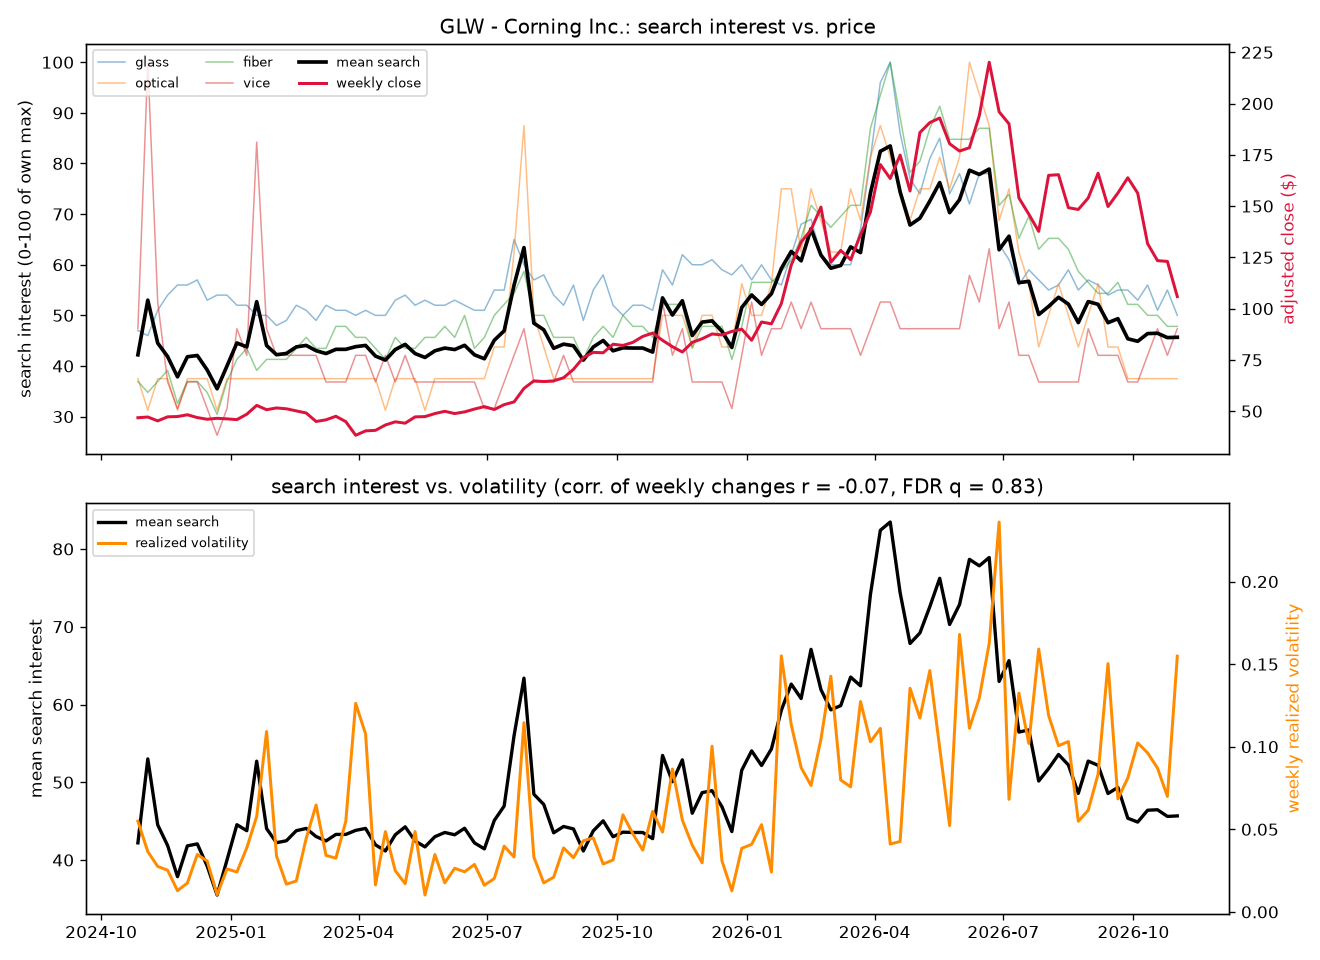 GLW - Corning Inc.: search interest vs. price
glass
optical
fiber
vice
mean search
weekly close
search interest (0-100 of own max)
100
90
80
70
60
50
40
30
225
200
175
150
125
100
75
50
adjusted close ($)
search interest vs. volatility (corr. of weekly changes r = -0.07, FDR q = 0.83)
mean search
realized volatility
mean search interest
80
70
60
50
40
0.20
0.15
0.10
0.05
0.00
weekly realized volatility
2024-10
2025-01
2025-04
2025-07
2025-10
2026-01
2026-04
2026-07
2026-10